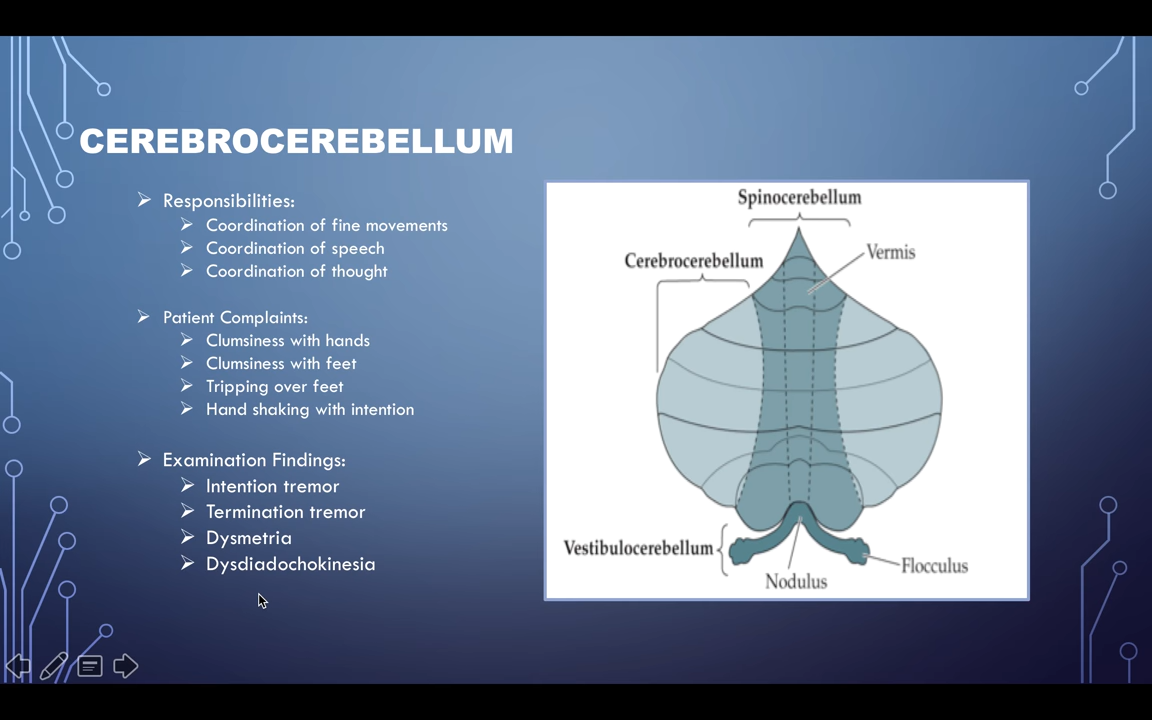 CEREBROCEREBELLUM
Responsibilities:
Coordination of fine movements
Coordination of speech
Coordination of thought
Patient Complaints:
Clumsiness with hands
Clumsiness with feet
Tripping over feet
Hand shaking with intention
Examination Findings:
Intention tremor
Termination tremor
Dysmetria
Dysdiadochokinesia
Spinocerebellum
Vermis
Cerebrocerebellum
Vestibulocerebellum
Flocculus
Nodulus